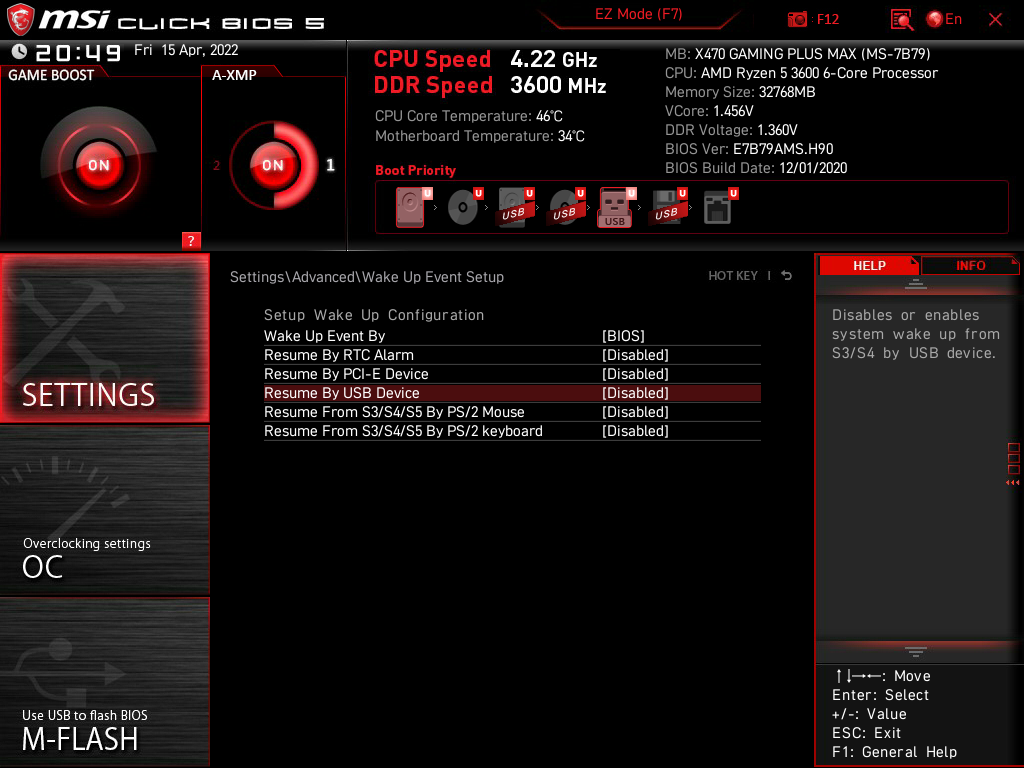 msi CLICK BIOS 5
EZ Mode (F7)
: F12
En
20:49 Fri 15 Apr, 2022
GAME BOOST
ON
A-XMP
2
ON
1
?
CPU Speed 4.22 GHz
DDR Speed 3600 MHz
CPU Core Temperature: 46°C
Motherboard Temperature: 34°C
MB: X470 GAMING PLUS MAX (MS-7B79)
CPU: AMD Ryzen 5 3600 6-Core Processor
Memory Size: 32768MB
VCore: 1.456V
DDR Voltage: 1.360V
BIOS Ver: E7B79AMS.H90
BIOS Build Date: 12/01/2020
Boot Priority
U U U U U U U
USB USB USB USB
SETTINGS
Overclocking settings
OC
Use USB to flash BIOS
M-FLASH
Settings\Advanced\Wake Up Event Setup
HOT KEY |
Setup Wake Up Configuration
Wake Up Event By [BIOS]
Resume By RTC Alarm [Disabled]
Resume By PCI-E Device [Disabled]
Resume By USB Device [Disabled]
Resume From S3/S4/S5 By PS/2 Mouse [Disabled]
Resume From S3/S4/S5 By PS/2 keyboard [Disabled]
HELP
INFO
Disables or enables
system wake up from
S3/S4 by USB device.
↑↓→←: Move
Enter: Select
+/-: Value
ESC: Exit
F1: General Help